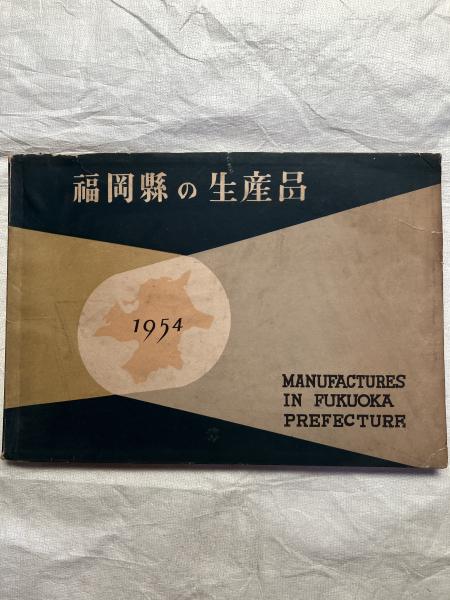 福岡縣の生産品
1954
MANUFACTURES
IN FUKUOKA
PREFECTURE